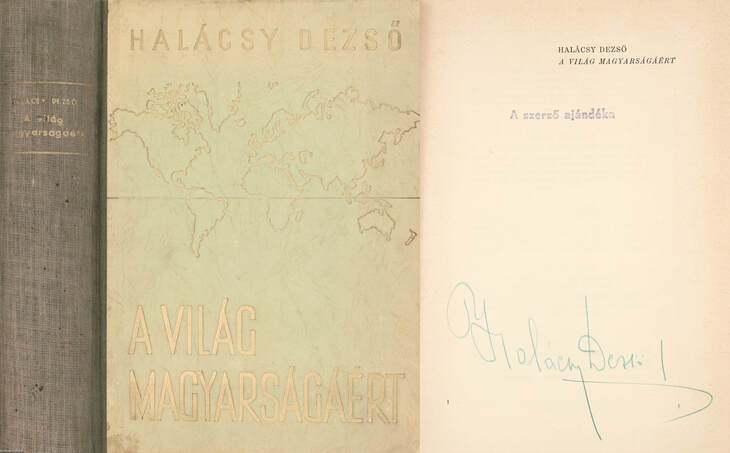 HALÁCSY DEZSŐ
A világ
magyarságáért
HALÁCSY DEZSŐ
A VILÁG
MAGYARSÁGÁÉRT
HALÁCSY DEZSŐ
A VILÁG MAGYARSÁGÁÉRT
A szerző ajándéka
Halácsy Dezső